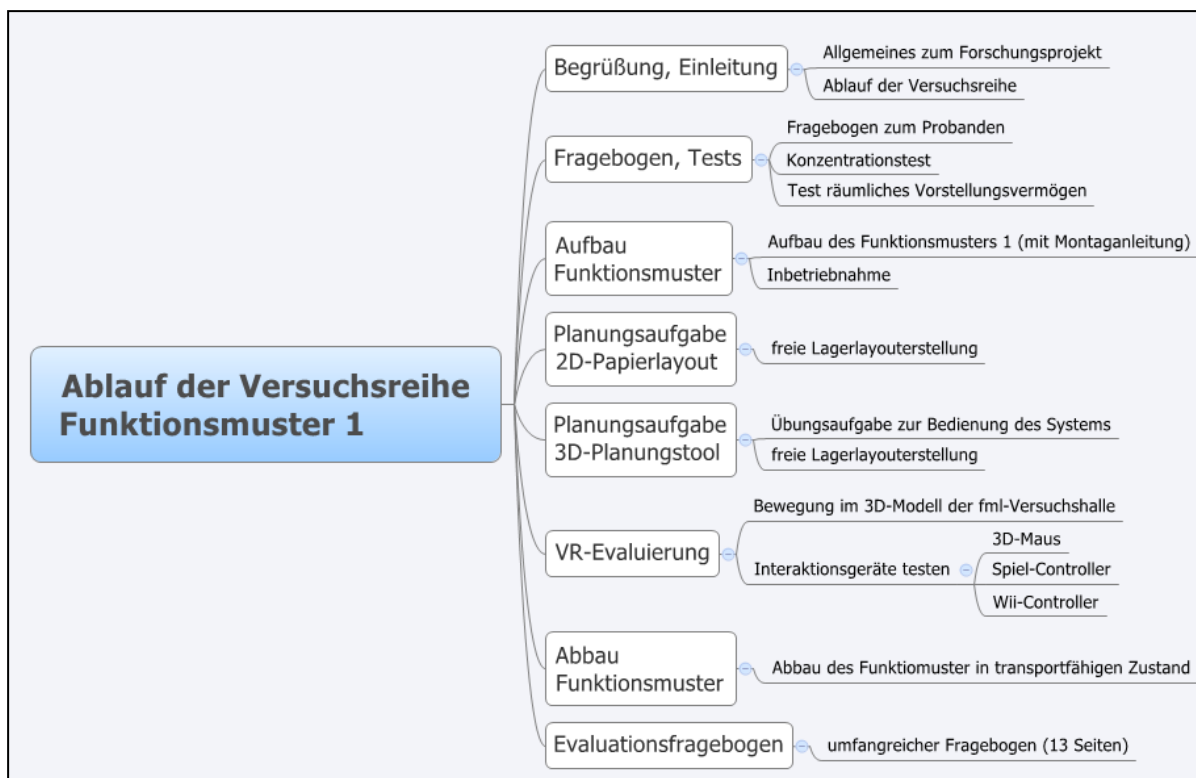 Ablauf der Versuchsreihe
Funktionsmuster 1
Begrüßung, Einleitung
Allgemeines zum Forschungsprojekt
Ablauf der Versuchsreihe
Fragebogen, Tests
Fragebogen zum Probanden
Konzentrationstest
Test räumliches Vorstellungsvermögen
Aufbau
Funktionsmuster
Aufbau des Funktionsmusters 1 (mit Montaganleitung)
Inbetriebnahme
Planungsaufgabe
2D-Papierlayout
freie Lagerlayouterstellung
Planungsaufgabe
3D-Planungstool
Übungsaufgabe zur Bedienung des Systems
freie Lagerlayouterstellung
VR-Evaluierung
Bewegung im 3D-Modell der fml-Versuchshalle
Interaktionsgeräte testen
3D-Maus
Spiel-Controller
Wii-Controller
Abbau
Funktionsmuster
Abbau des Funktiomuster in transportfähigen Zustand
Evaluationsfragebogen
umfangreicher Fragebogen (13 Seiten)